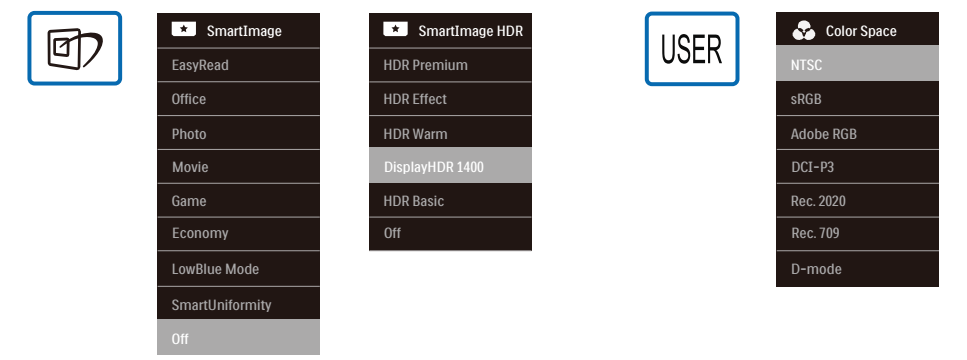 SmartImage
EasyRead
Office
Photo
Movie
Game
Economy
LowBlue Mode
SmartUniformity
Off
SmartImage HDR
HDR Premium
HDR Effect
HDR Warm
DisplayHDR 1400
HDR Basic
Off
USER
Color Space
NTSC
sRGB
Adobe RGB
DCI-P3
Rec. 2020
Rec. 709
D-mode